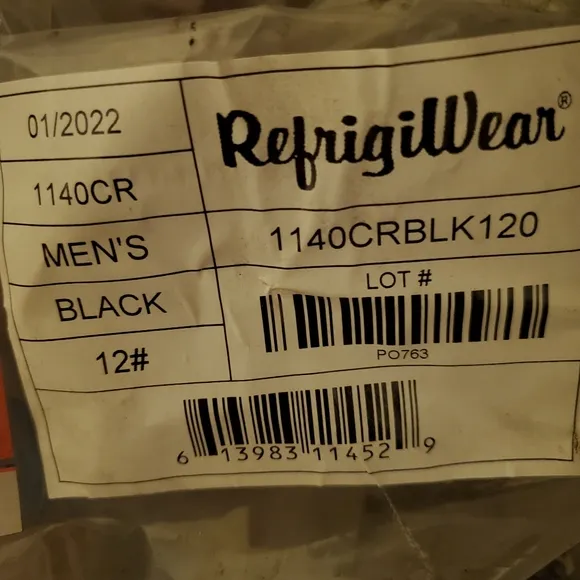 01/2022
RefrigiWear®
1140CR
MEN'S
1140CRBLK120
BLACK
LOT #
12#
PO763
6 13983 11452 9